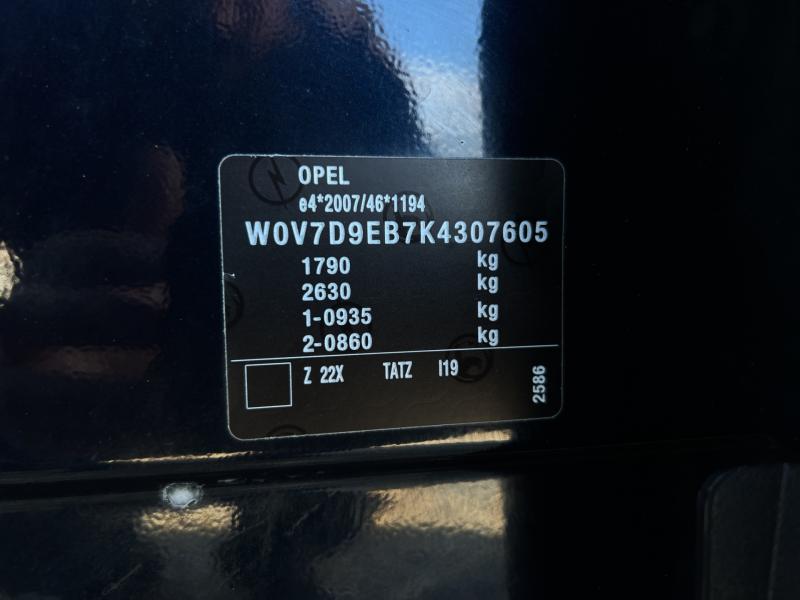 OPEL
e4*2007/46*1194
W0V7D9EB7K4307605
1790 kg
2630 kg
1-0935 kg
2-0860 kg
Z 22X TATZ I19
2586